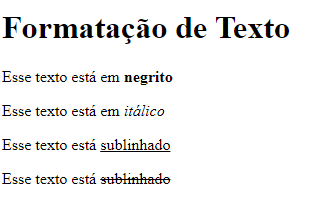 Formatação de Texto
Esse texto está em negrito
Esse texto está em itálico
Esse texto está sublinhado
Esse texto está sublinhado